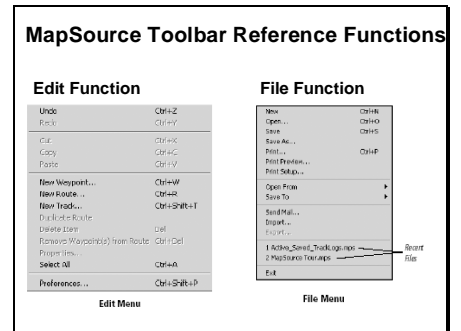 MapSource Toolbar Reference Functions
Edit Function
Undo Ctrl+Z
Redo Ctrl+Y
Cut Ctrl+X
Copy Ctrl+C
Paste Ctrl+V
New Waypoint... Ctrl+W
New Route... Ctrl+R
New Track... Ctrl+Shift+T
Duplicate Route
Delete Item Del
Remove Waypoint(s) from Route Ctrl+Del
Properties...
Select All Ctrl+A
Preferences... Ctrl+Shift+P
Edit Menu
File Function
New Ctrl+N
Open... Ctrl+O
Save Ctrl+S
Save As...
Print... Ctrl+P
Print Preview...
Print Setup...
Open From
Save To
Send Mail...
Import...
Export...
1 Active_Saved_TrackLogs.mps
2 MapSource Tour.mps
Recent
Files
Exit
File Menu